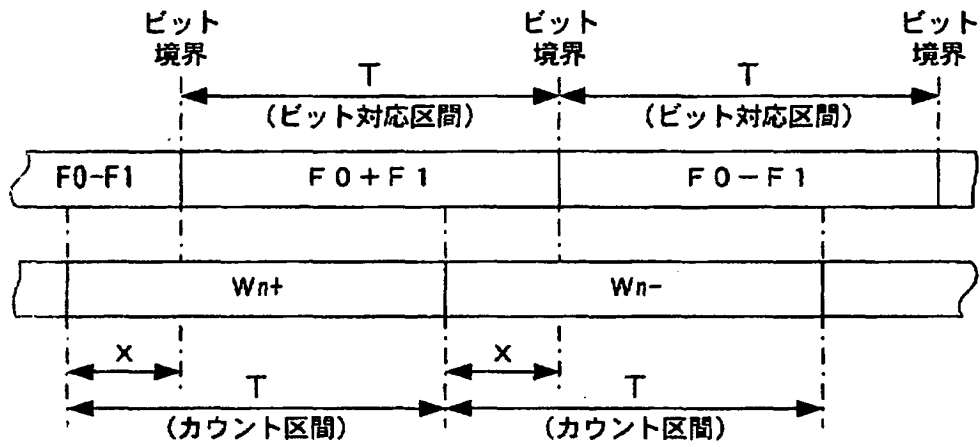 ビット
境界
ビット
境界
ビット
境界
T
T
(ビット対応区間)
(ビット対応区間)
F0-F1
F0+F1
F0-F1
Wn+
Wn-
x
x
T
T
(カウント区間)
(カウント区間)